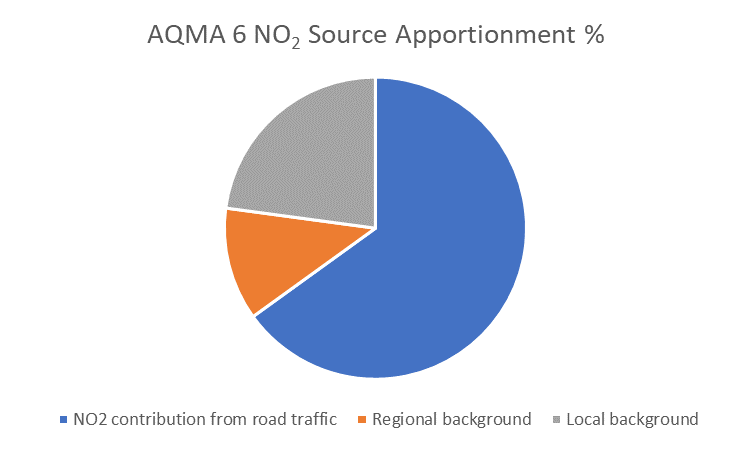 AQMA 6 NO₂ Source Apportionment %
NO2 contribution from road traffic Regional background Local background